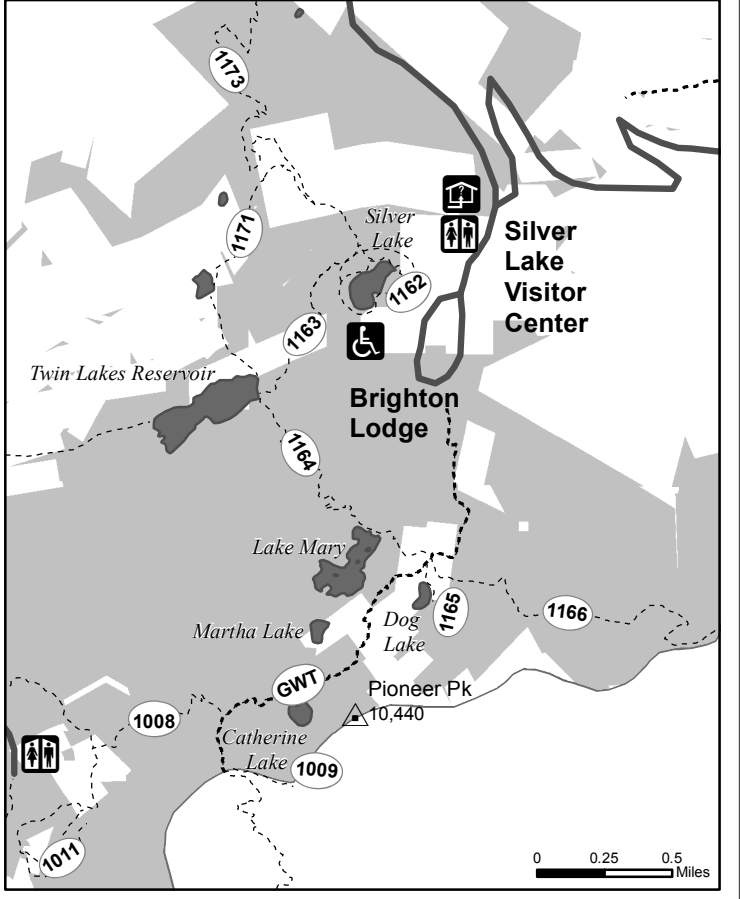 1173
1171
Silver
Lake
?
1162
Silver
Lake
Visitor
Center
1163
Twin Lakes Reservoir
Brighton
Lodge
1164
Lake Mary
Martha Lake
Dog
Lake
1165
1166
GWT
Pioneer Pk
10,440
1008
Catherine
Lake
1009
1011
0 0.25 0.5
Miles